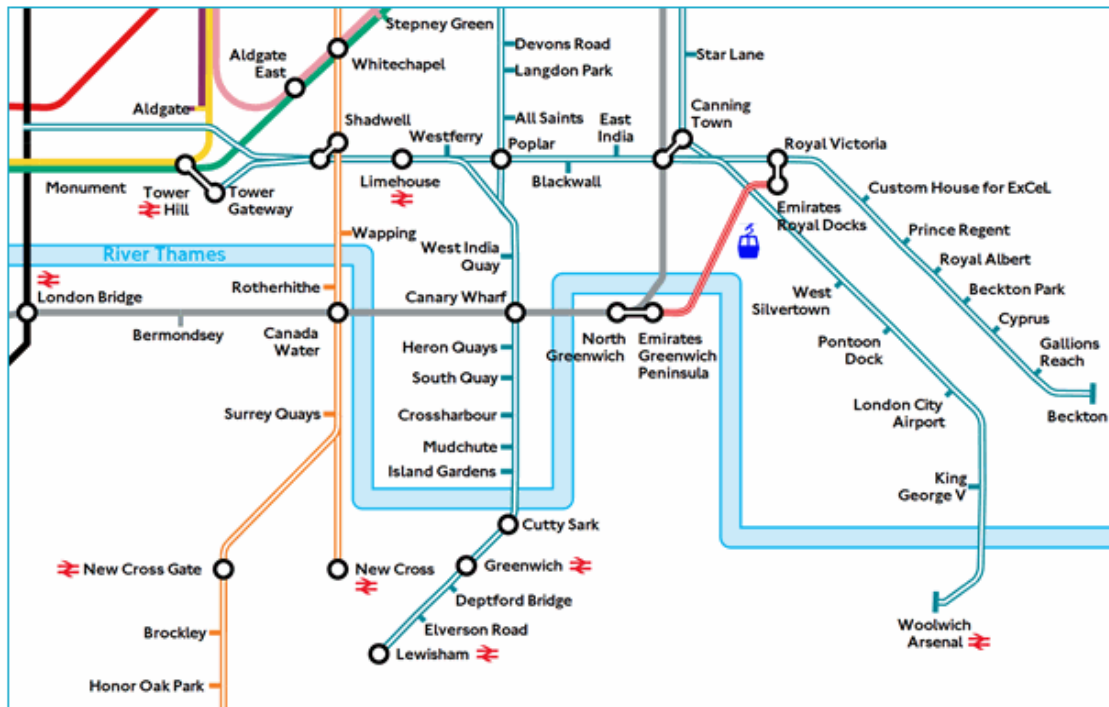 Stepney Green
Aldgate
East
Whitechapel
Devons Road
Langdon Park
Star Lane
Aldgate
Shadwell
Westferry
All Saints
East
India
Canning
Town
Poplar
Royal Victoria
Monument
Tower
Hill
Tower
Gateway
Limehouse
Blackwall
Custom House for ExCeL
Emirates
Royal Docks
Wapping
Prince Regent
River Thames
West India
Quay
Royal Albert
Rotherhithe
London Bridge
Canary Wharf
West
Silvertown
Beckton Park
Bermondsey
Canada
Water
North
Greenwich
Emirates
Greenwich
Peninsula
Cyprus
Heron Quays
Pontoon
Dock
Gallions
Reach
South Quay
Surrey Quays
Crossharbour
London City
Airport
Beckton
Mudchute
Island Gardens
King
George V
Cutty Sark
New Cross Gate
New Cross
Greenwich
Deptford Bridge
Brockley
Elverson Road
Woolwich
Arsenal
Lewisham
Honor Oak Park